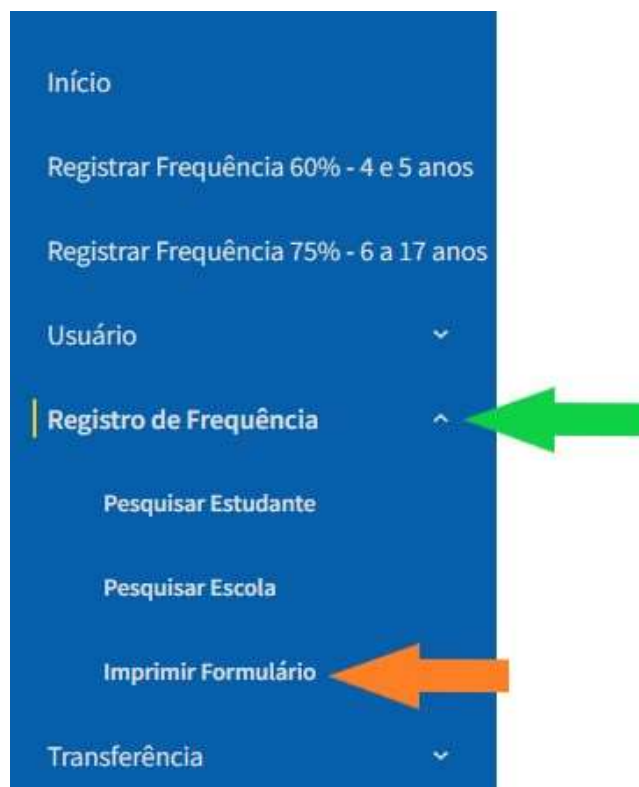 Início
Registrar Frequência 60% - 4 e 5 anos
Registrar Frequência 75% - 6 a 17 anos
Usuário
Registro de Frequência
Pesquisar Estudante
Pesquisar Escola
Imprimir Formulário
Transferência